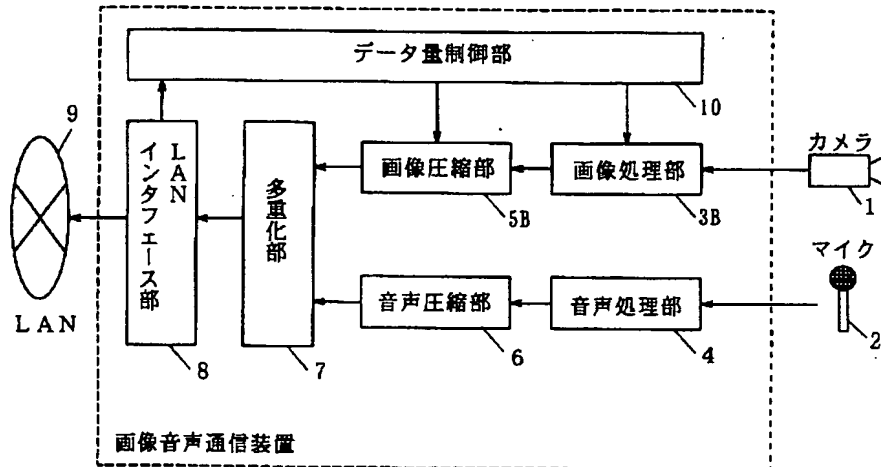 データ量制御部
10
9
LAN
インタフェース部
8
多重化部
7
画像圧縮部
5B
画像処理部
3B
カメラ
1
マイク
2
音声圧縮部
6
音声処理部
4
LAN
画像音声通信装置